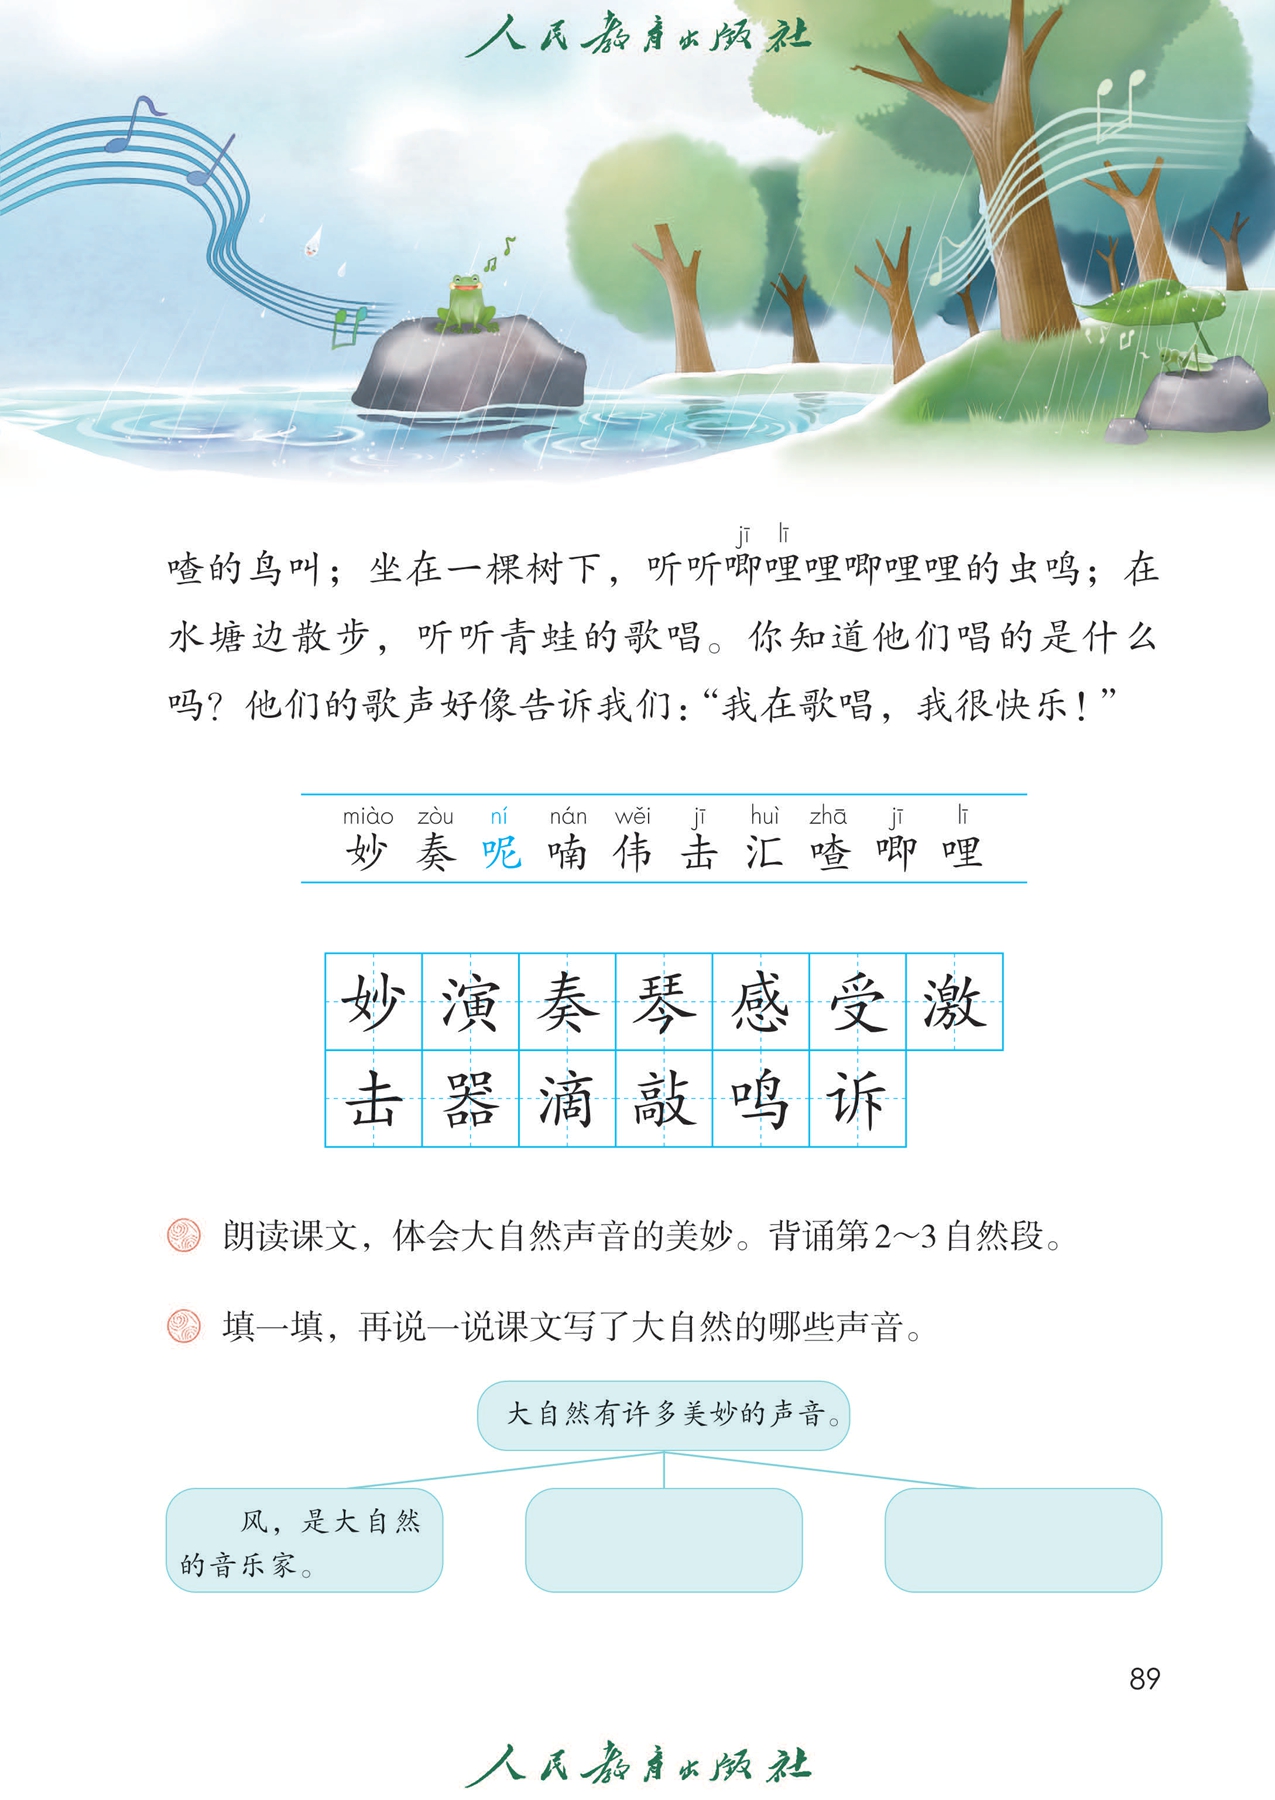 人民教育出版社
jī lī
喳的鸟叫；坐在一棵树下，听听唧哩哩唧哩哩的虫鸣；在
水塘边散步，听听青蛙的歌唱。你知道他们唱的是什么
吗？他们的歌声好像告诉我们：“我在歌唱，我很快乐！”
miào zòu ní nán wěi jī huì zhā jī lī
妙 奏 呢 喃 伟 击 汇 喳 唧 哩
妙 演 奏 琴 感 受 激
击 器 滴 敲 鸣 诉
朗读课文，体会大自然声音的美妙。背诵第2～3自然段。
填一填，再说一说课文写了大自然的哪些声音。
大自然有许多美妙的声音。
风，是大自然
的音乐家。
89
人民教育出版社